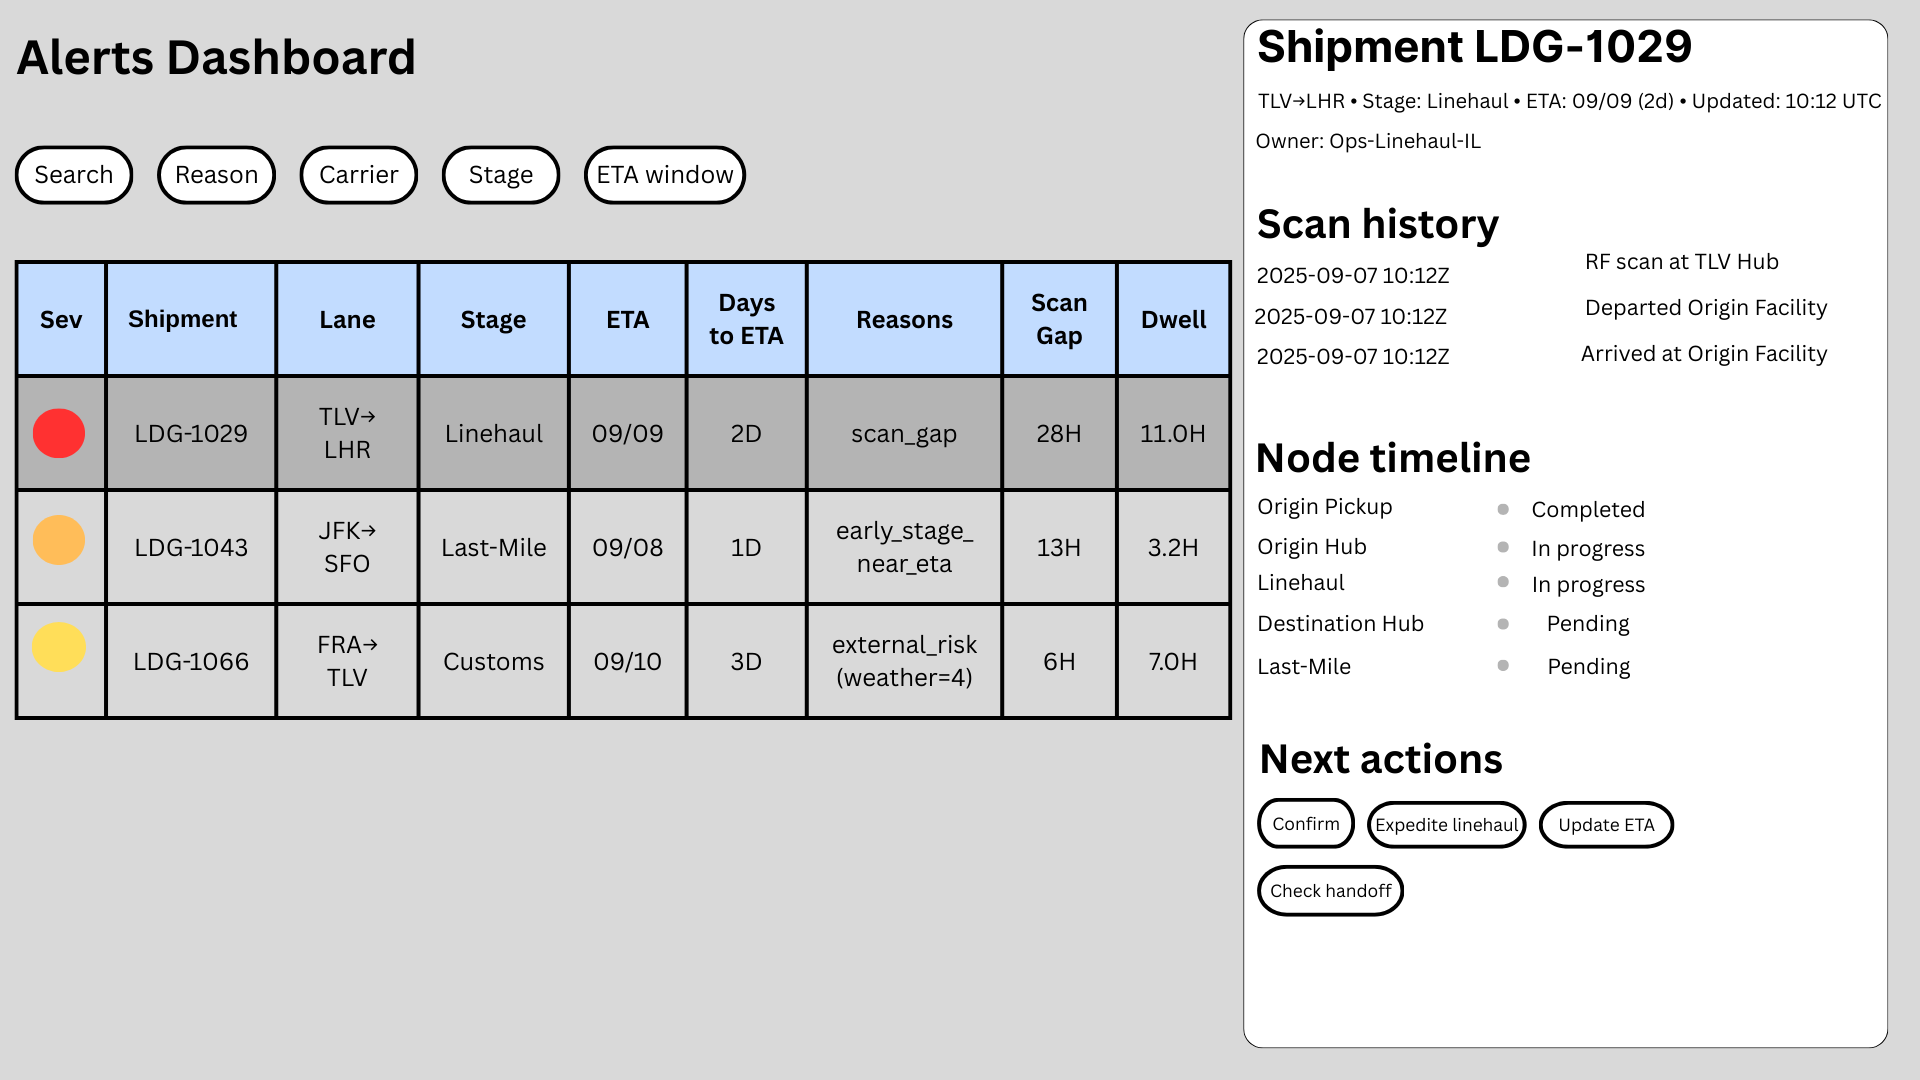 Alerts Dashboard
Search
Reason
Carrier
Stage
ETA window
Sev
Shipment
Lane
Stage
ETA
Days
to ETA
Reasons
Scan
Gap
Dwell
LDG-1029
TLV→
LHR
Linehaul
09/09
2D
scan_gap
28H
11.0H
LDG-1043
JFK→
SFO
Last-Mile
09/08
1D
early_stage_
near_eta
13H
3.2H
LDG-1066
FRA→
TLV
Customs
09/10
3D
external_risk
(weather=4)
6H
7.0H
Shipment LDG-1029
TLV→LHR • Stage: Linehaul • ETA: 09/09 (2d) • Updated: 10:12 UTC
Owner: Ops-Linehaul-IL
Scan history
2025-09-07 10:12Z RF scan at TLV Hub
2025-09-07 10:12Z Departed Origin Facility
2025-09-07 10:12Z Arrived at Origin Facility
Node timeline
Origin Pickup Completed
Origin Hub In progress
Linehaul In progress
Destination Hub Pending
Last-Mile Pending
Next actions
Confirm
Expedite linehaul
Update ETA
Check handoff